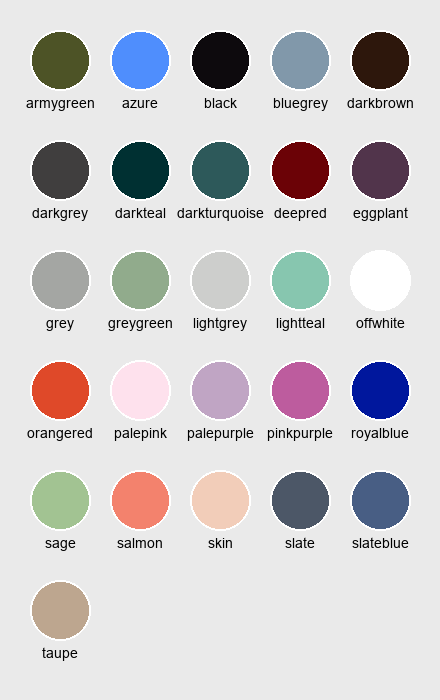 armygreen azure black bluegrey darkbrown
darkgrey darkteal darkturquoise deepred eggplant
grey greygreen lightgrey lightteal offwhite
orangered palepink palepurple pinkpurple royalblue
sage salmon skin slate slateblue
taupe